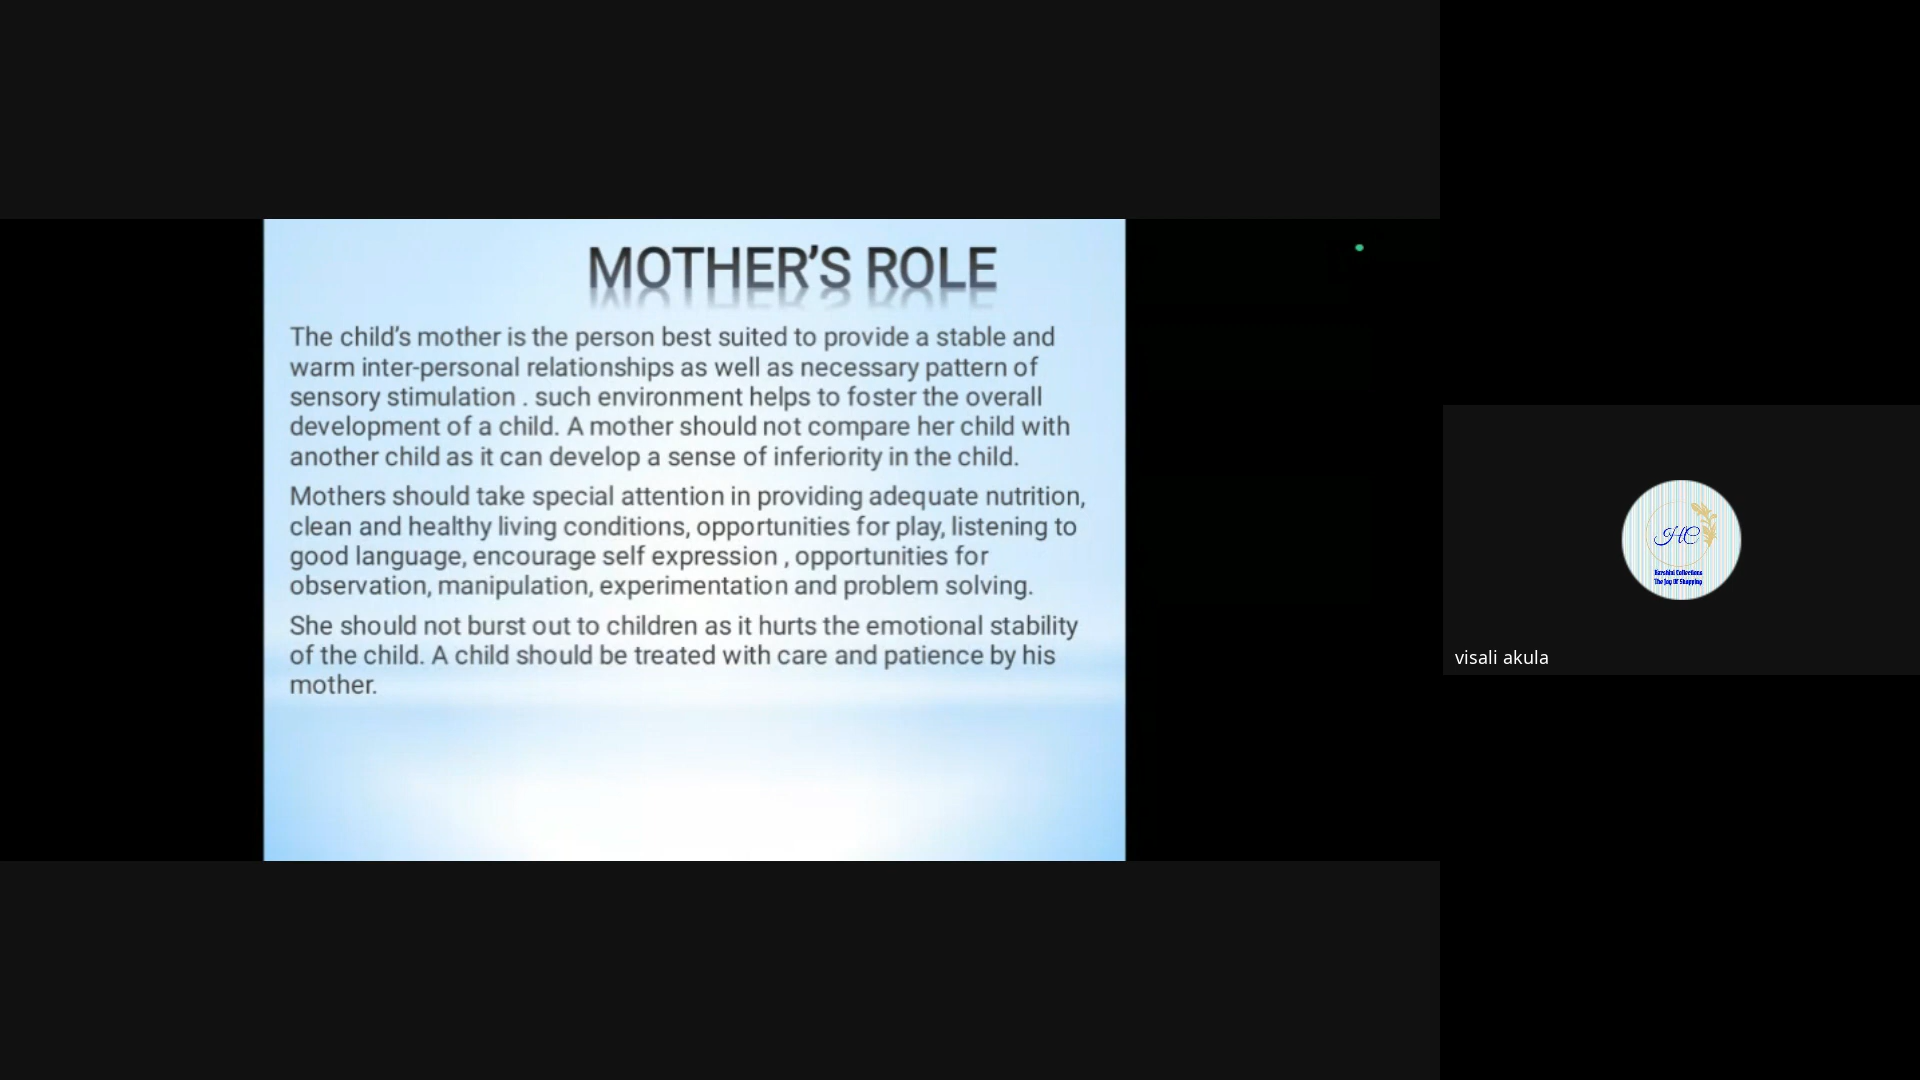 MOTHER’S ROLE
The child’s mother is the person best suited to provide a stable and
warm inter-personal relationships as well as necessary pattern of
sensory stimulation . such environment helps to foster the overall
development of a child. A mother should not compare her child with
another child as it can develop a sense of inferiority in the child.
Mothers should take special attention in providing adequate nutrition,
clean and healthy living conditions, opportunities for play, listening to
good language, encourage self expression , opportunities for
observation, manipulation, experimentation and problem solving.
She should not burst out to children as it hurts the emotional stability
of the child. A child should be treated with care and patience by his
mother.
HC
Harshini Collections
The Joy Of Shopping
visali akula